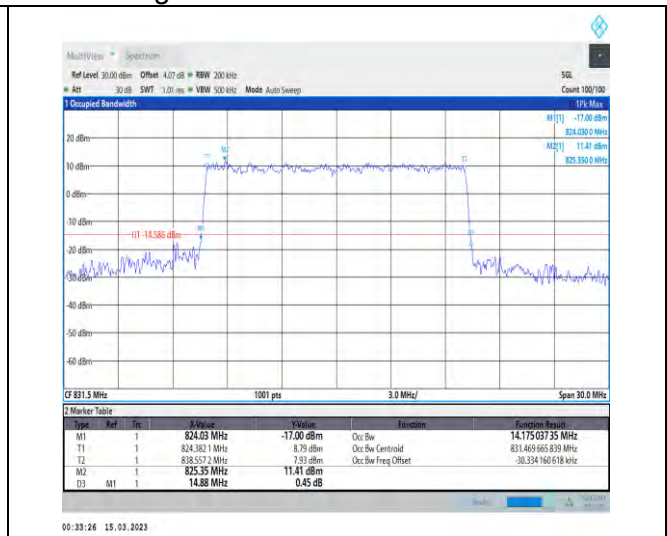 MultiView Spectrum
Ref Level 30.00 dBm Offset 4.07 dB RBW 200 kHz SGL
Att 30 dB SWT 1.01 ms VBW 500 kHz Mode Auto Sweep Count 100/100
1 Occupied Bandwidth 1Pk Max
M1[1] -17.00 dBm
824.030 0 MHz
M2[1] 11.41 dBm
825.350 0 MHz
20 dBm
M2
T1
T2
10 dBm
0 dBm
-10 dBm
M1
H1 -14.586 dBm
-20 dBm
-30 dBm
-40 dBm
-50 dBm
-60 dBm
CF 831.5 MHz 1001 pts 3.0 MHz/ Span 30.0 MHz
2 Marker Table
Type Ref Trc X-Value Y-Value Function Function Result
M1 1 824.03 MHz -17.00 dBm Occ Bw 14.175 037 35 MHz
T1 1 824.382 1 MHz 8.79 dBm Occ Bw Centroid 831.469 665 839 MHz
T2 1 838.557 2 MHz 7.93 dBm Occ Bw Freq Offset -30.334 160 618 kHz
M2 1 825.35 MHz 11.41 dBm
D3 M1 1 14.88 MHz 0.45 dB
00:33:26 15.03.2023